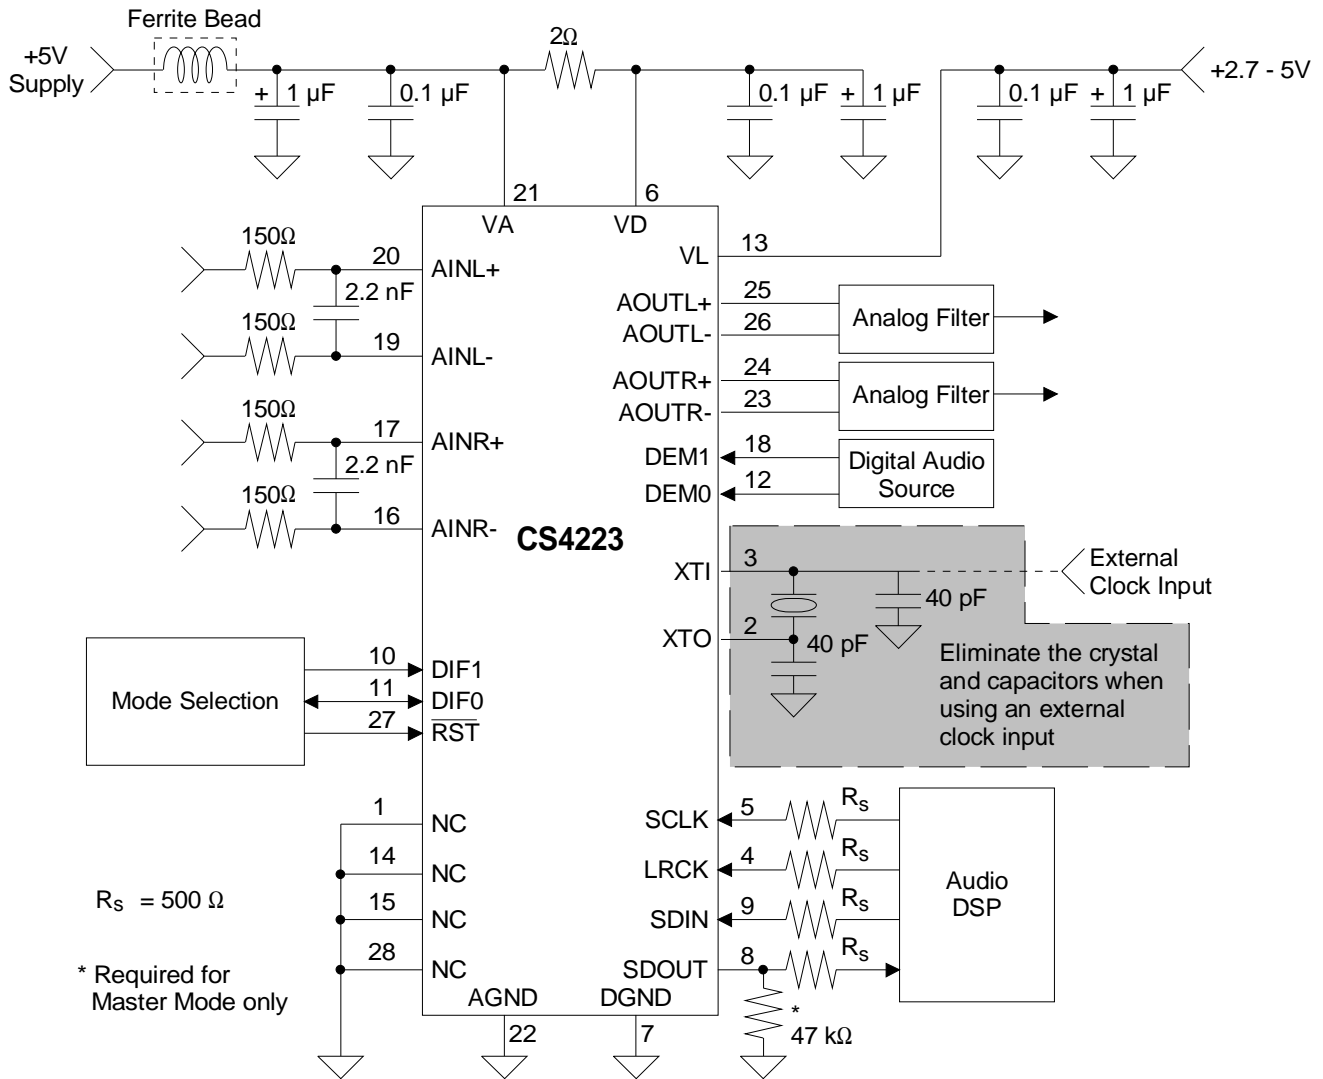 Ferrite Bead
+5V
Supply
2Ω
+2.7 - 5V
+ 1 µF
0.1 µF
0.1 µF
+ 1 µF
0.1 µF
+ 1 µF
21
6
VA
VD
150Ω
20
AINL+
2.2 nF
150Ω
19
AINL-
150Ω
17
AINR+
2.2 nF
150Ω
16
AINR-
CS4223
13
VL
25
AOUTL+
26
AOUTL-
Analog Filter
24
AOUTR+
23
AOUTR-
Analog Filter
18
DEM1
12
DEM0
Digital Audio
Source
3
XTI
External
Clock Input
40 pF
2
XTO
40 pF
Eliminate the crystal
and capacitors when
using an external
clock input
Mode Selection
10
DIF1
11
DIF0
27
RST
1
NC
14
NC
15
NC
28
NC
5
SCLK
Rs
4
LRCK
Rs
9
SDIN
Rs
8
SDOUT
Rs
Audio
DSP
Rs = 500 Ω
* Required for
Master Mode only
AGND
DGND
22
7
*
47 kΩ